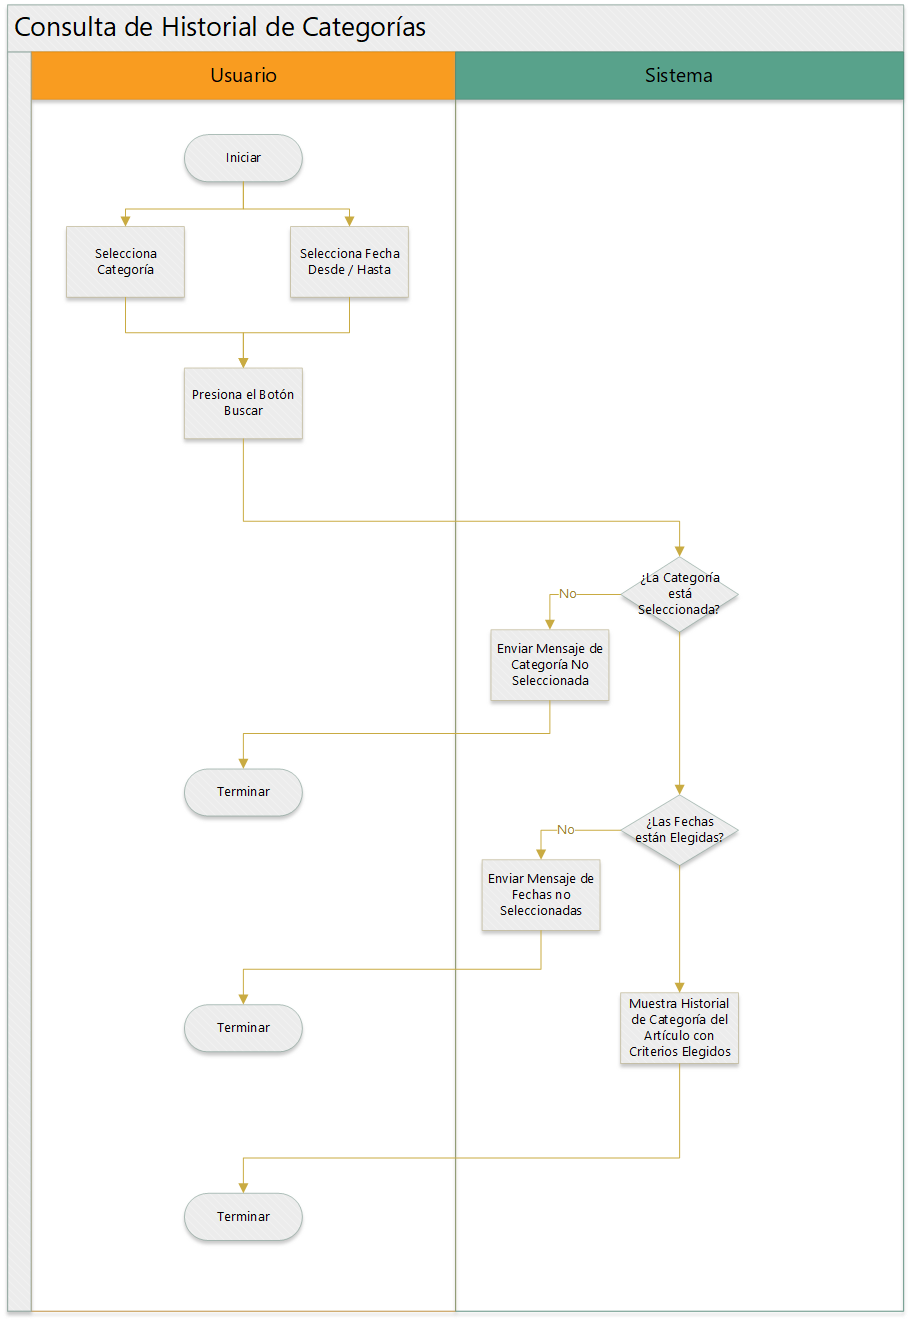 Consulta de Historial de Categorías
Usuario
Sistema
Iniciar
Selecciona
Categoría
Selecciona Fecha
Desde / Hasta
Presiona el Botón
Buscar
¿La Categoría
está
Seleccionada?
No
Enviar Mensaje de
Categoría No
Seleccionada
Terminar
¿Las Fechas
están Elegidas?
No
Enviar Mensaje de
Fechas no
Seleccionadas
Terminar
Muestra Historial
de Categoría del
Artículo con
Criterios Elegidos
Terminar